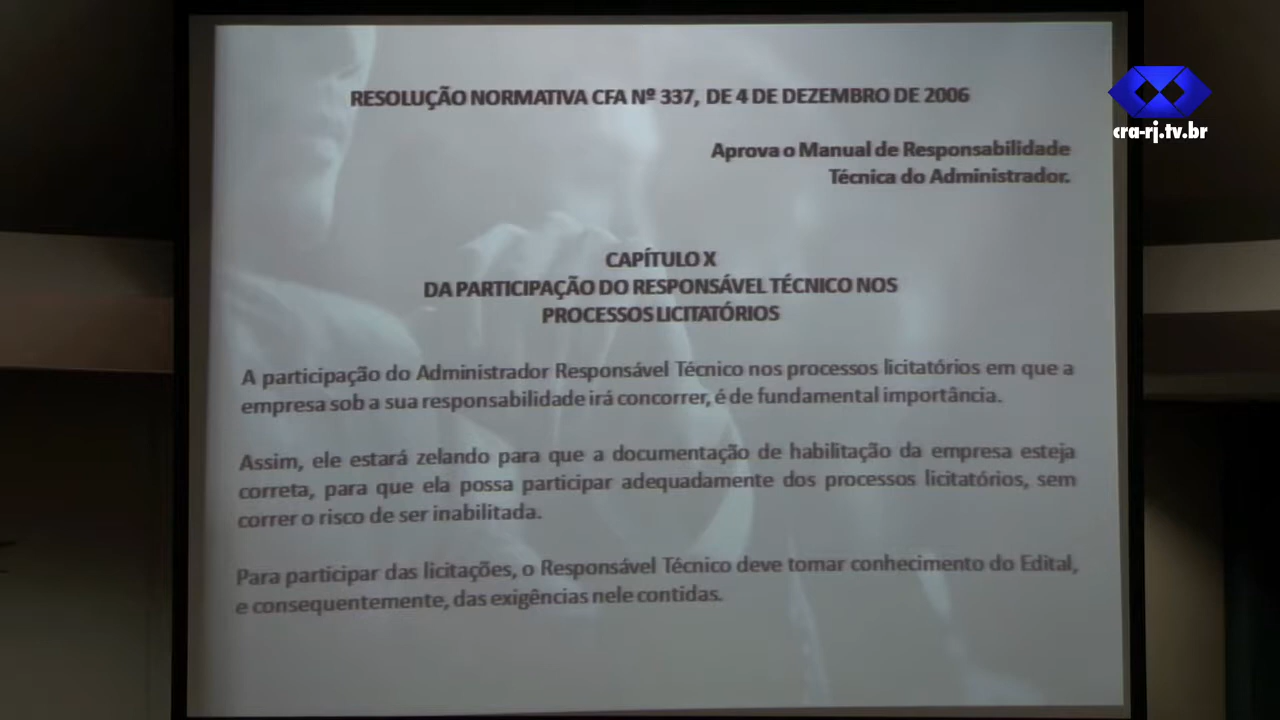 RESOLUÇÃO NORMATIVA CFA Nº 337, DE 4 DE DEZEMBRO DE 2006
cra-rj.tv.br
Aprova o Manual de Responsabilidade
Técnica do Administrador.
CAPÍTULO X
DA PARTICIPAÇÃO DO RESPONSÁVEL TÉCNICO NOS
PROCESSOS LICITATÓRIOS
A participação do Administrador Responsável Técnico nos processos licitatórios em que a
empresa sob a sua responsabilidade irá concorrer, é de fundamental importância.
Assim, ele estará zelando para que a documentação de habilitação da empresa esteja
correta, para que ela possa participar adequadamente dos processos licitatórios, sem
correr o risco de ser inabilitada.
Para participar das licitações, o Responsável Técnico deve tomar conhecimento do Edital,
e consequentemente, das exigências nele contidas.